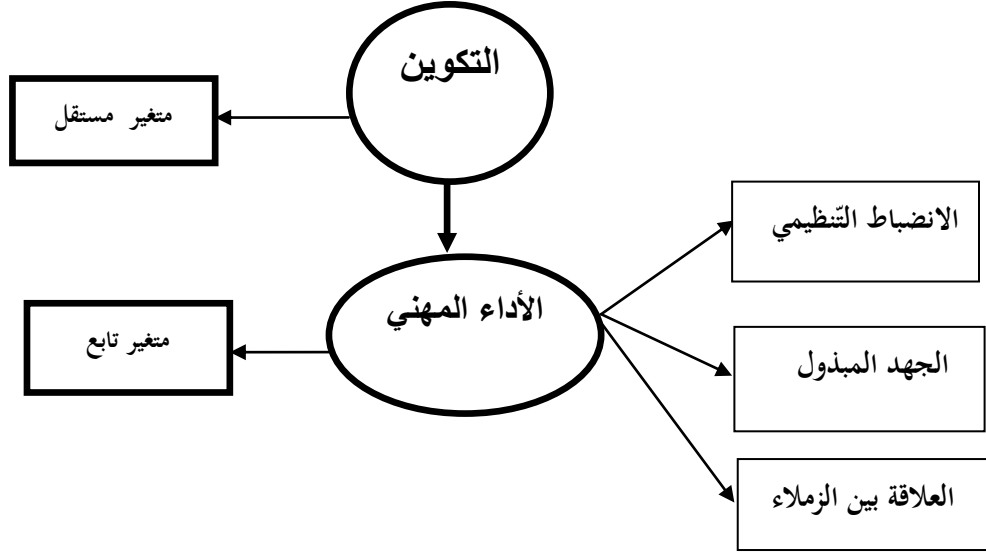 التكوين
متغير مستقل
الانضباط التّنظيمي
الأداء المهني
متغير تابع
الجهد المبذول
العلاقة بين الزملاء